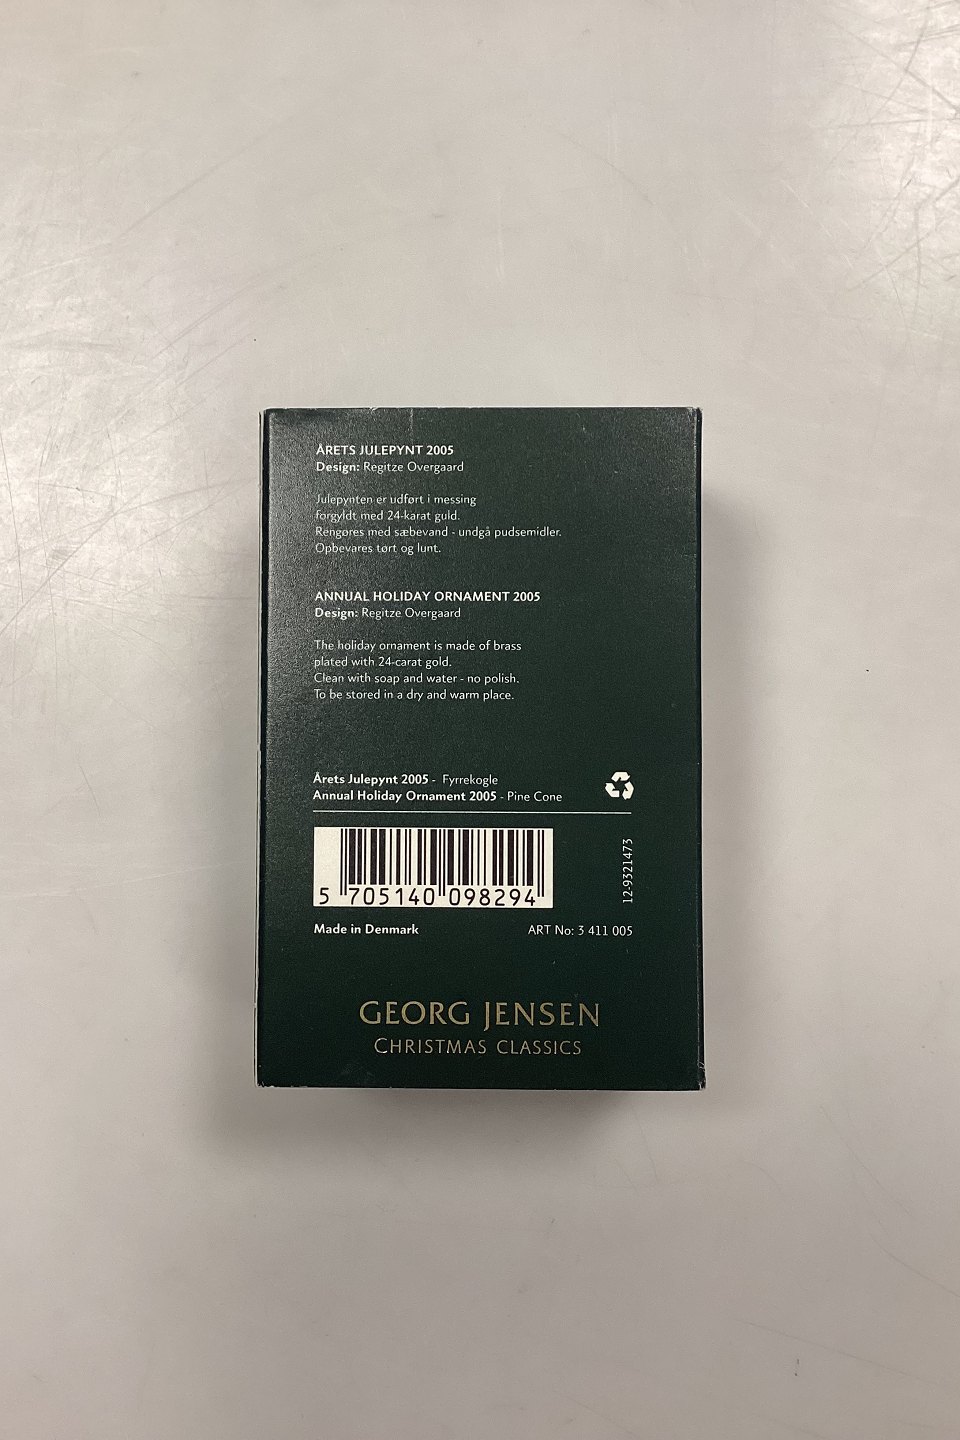 ÅRETS JULEPYNT 2005
Design: Regitze Overgaard
Julepynten er udført i messing
forgyldt med 24-karat guld.
Rengøres med sæbevand - undgå pudsemidler.
Opbevares tørt og lunt.
ANNUAL HOLIDAY ORNAMENT 2005
Design: Regitze Overgaard
The holiday ornament is made of brass
plated with 24-carat gold.
Clean with soap and water - no polish.
To be stored in a dry and warm place.
Årets Julepynt 2005 - Fyrrekogle
Annual Holiday Ornament 2005 - Pine Cone
5 705140 098294
12-9321473
Made in Denmark
ART No: 3 411 005
GEORG JENSEN
CHRISTMAS CLASSICS